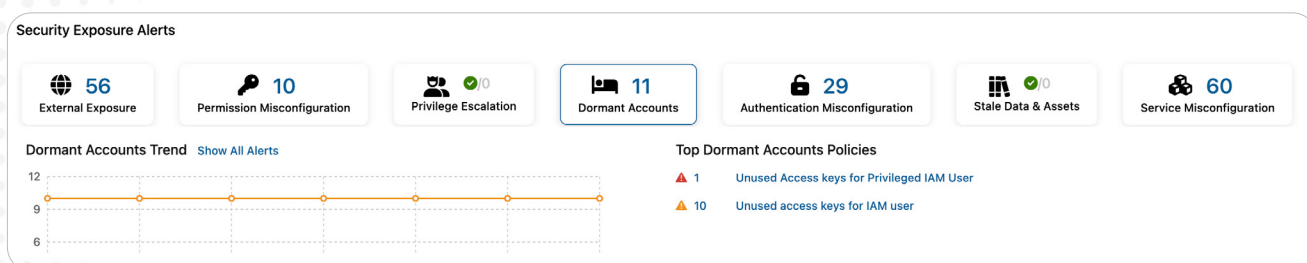 Security Exposure Alerts
56
External Exposure
10
Permission Misconfiguration
/0
Privilege Escalation
11
Dormant Accounts
29
Authentication Misconfiguration
/0
Stale Data & Assets
60
Service Misconfiguration
Dormant Accounts Trend Show All Alerts
12
9
6
Top Dormant Accounts Policies
1 Unused Access keys for Privileged IAM User
10 Unused access keys for IAM user